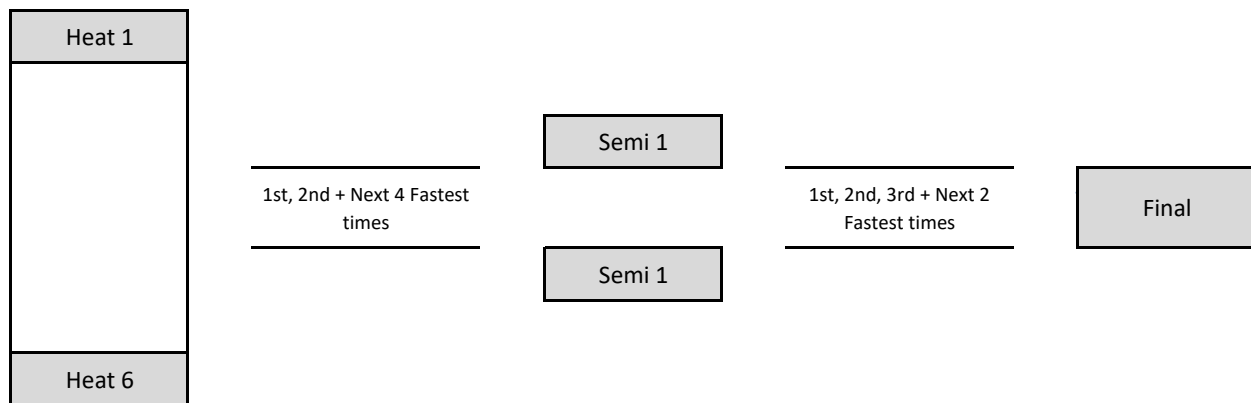 Heat 1
Heat 6
1st, 2nd + Next 4 Fastest
times
Semi 1
Semi 1
1st, 2nd, 3rd + Next 2
Fastest times
Final